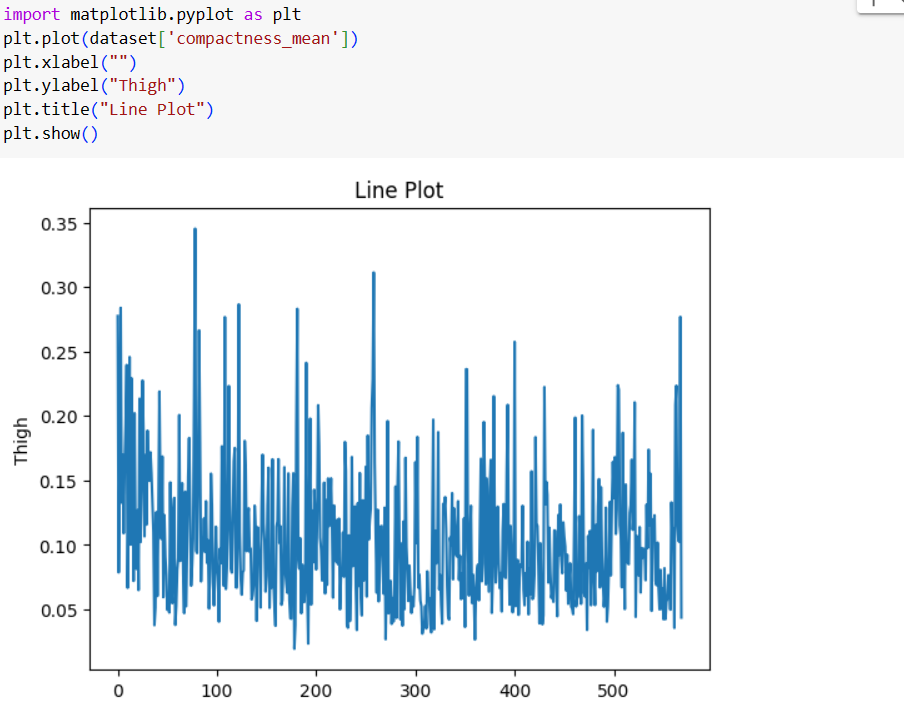 import matplotlib.pyplot as plt
plt.plot(dataset['compactness_mean'])
plt.xlabel("")
plt.ylabel("Thigh")
plt.title("Line Plot")
plt.show()
Line Plot
0.35
0.30
0.25
0.20
0.15
0.10
0.05
Thigh
0 100 200 300 400 500